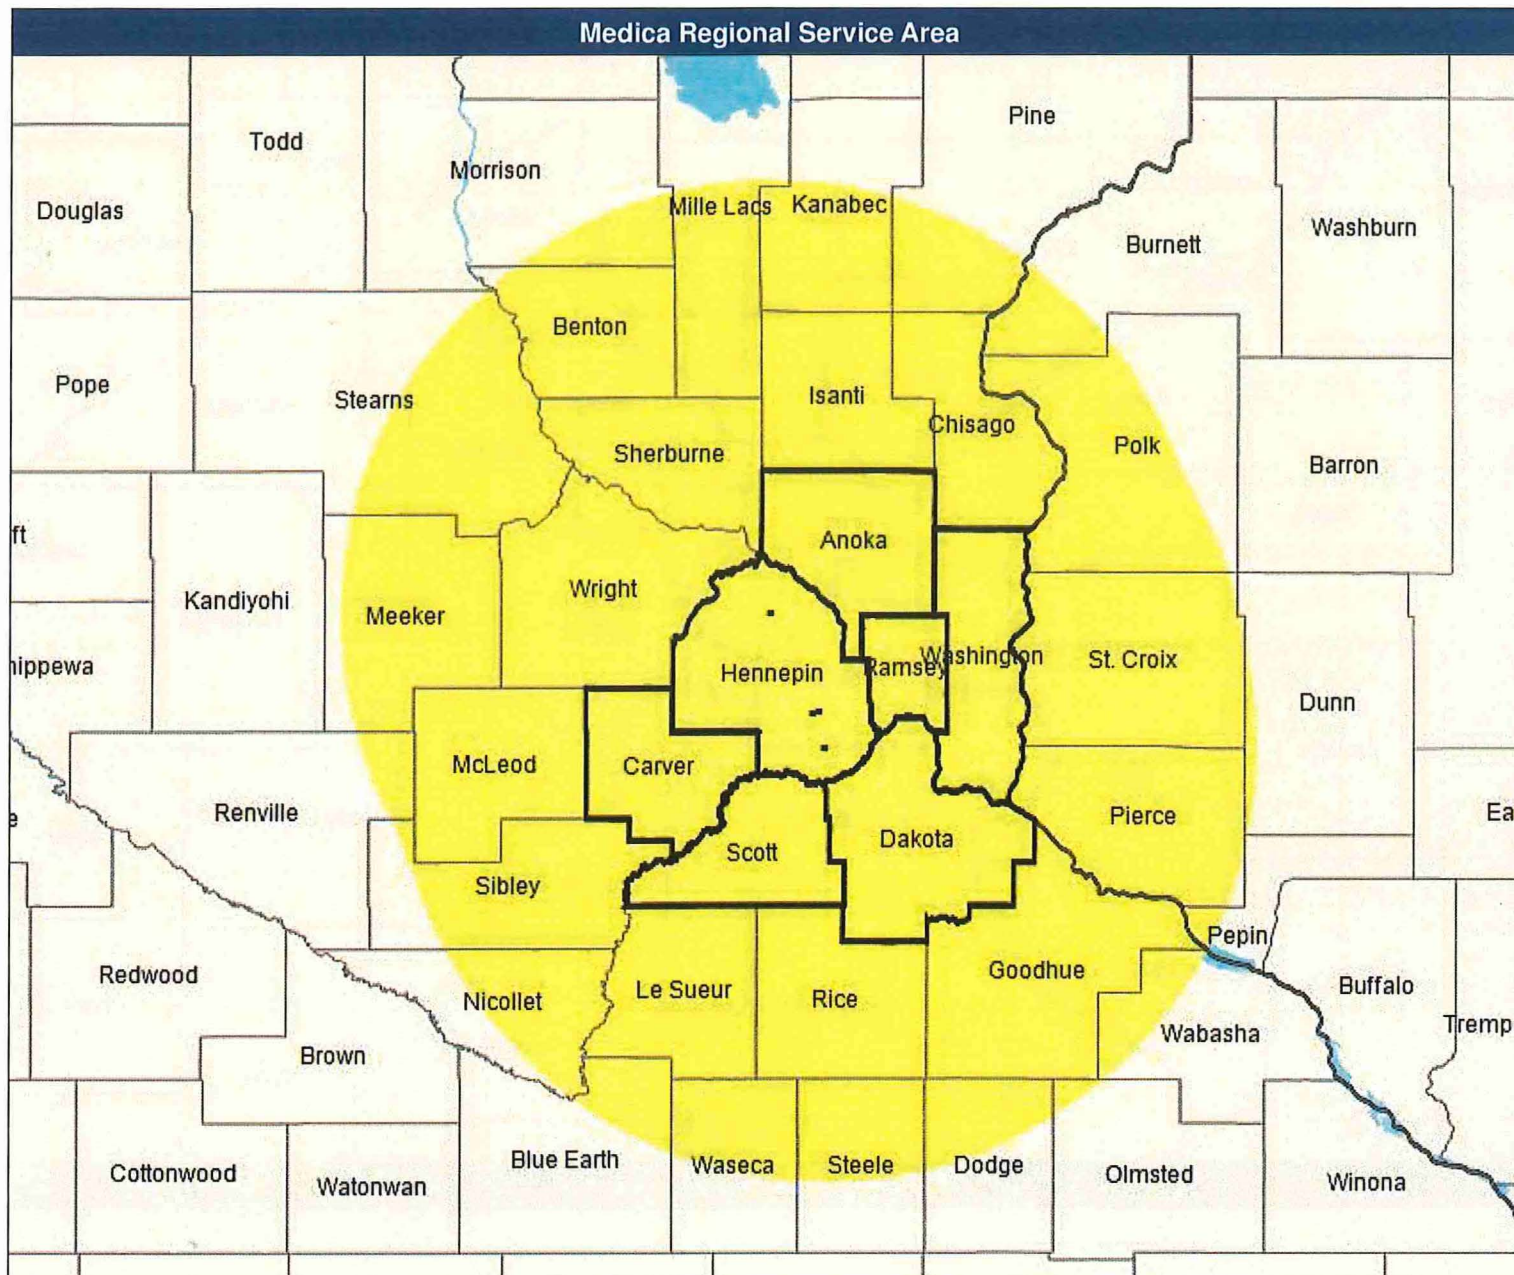 Medica Regional Service Area
Pine
Todd
Morrison
Douglas
Mille Lacs
Kanabec
Burnett
Washburn
Benton
Pope
Stearns
Isanti
Chisago
Sherburne
Polk
Barron
ft
Anoka
Wright
Kandiyohi
Meeker
hippewa
Hennepin
Ramsey
Washington
St. Croix
Dunn
McLeod
Carver
Renville
Pierce
Ea
e
Scott
Dakota
Sibley
Pepin
Redwood
Nicollet
Le Sueur
Rice
Goodhue
Buffalo
Wabasha
Tremp
Brown
Cottonwood
Watonwan
Blue Earth
Waseca
Steele
Dodge
Olmsted
Winona